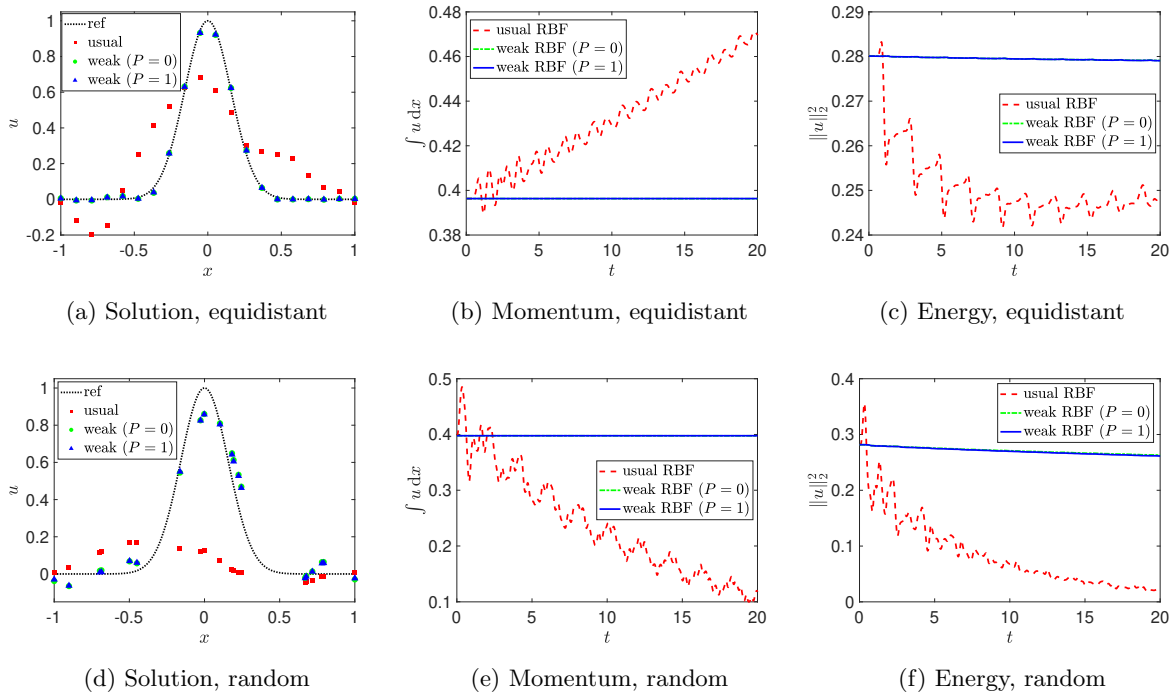 1
0.8
0.6
0.4
0.2
0
-0.2
u
-1
-0.5
0
0.5
1
x
ref
usual
weak (P = 0)
weak (P = 1)
(a) Solution, equidistant
0.46
0.44
0.42
0.4
0.38
∫ u dx
0
5
10
15
20
t
usual RBF
weak RBF (P = 0)
weak RBF (P = 1)
(b) Momentum, equidistant
0.29
0.28
0.27
0.26
0.25
0.24
‖u‖₂²
0
5
10
15
20
t
usual RBF
weak RBF (P = 0)
weak RBF (P = 1)
(c) Energy, equidistant
1
0.8
0.6
0.4
0.2
0
u
-1
-0.5
0
0.5
1
x
ref
usual
weak (P = 0)
weak (P = 1)
(d) Solution, random
0.5
0.4
0.3
0.2
0.1
∫ u dx
0
5
10
15
20
t
usual RBF
weak RBF (P = 0)
weak RBF (P = 1)
(e) Momentum, random
0.4
0.3
0.2
0.1
0
‖u‖₂²
0
5
10
15
20
t
usual RBF
weak RBF (P = 0)
weak RBF (P = 1)
(f) Energy, random